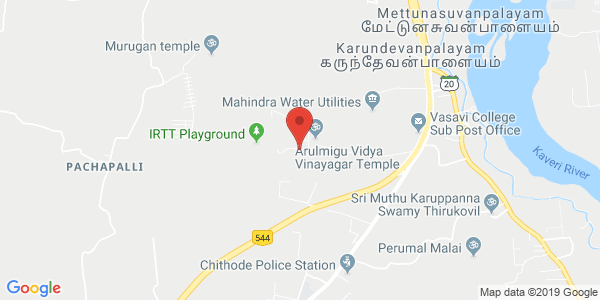 Mettunasuvanpalayam
மேட்டுனசுவன்பாளையம்
Murugan temple
Karundevanpalayam
கருந்தேவன்பாளையம்
20
Mahindra Water Utilities
Vasavi College
Sub Post Office
IRTT Playground
Arulmigu Vidya
Vinayagar Temple
Kaveri River
PACHAPALLI
Sri Muthu Karuppanna
Swamy Thirukovil
544
Perumal Malai
Chithode Police Station
Google
Map data ©2019 Google